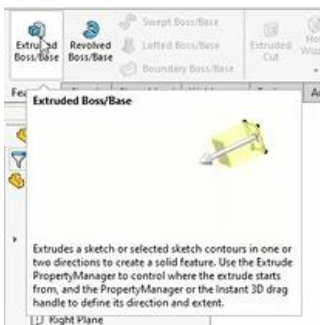 Extruded Boss/Base
Revolved Boss/Base
Swept Boss/Base
Lofted Boss/Base
Boundary Boss/Base
Extruded Cut
Extruded Boss/Base
Extrudes a sketch or selected sketch contours in one or
two directions to create a solid feature. Use the Extrude
PropertyManager to control where the extrude starts
from, and the PropertyManager or the Instant 3D drag
handle to define its direction and extent.
Right Plane